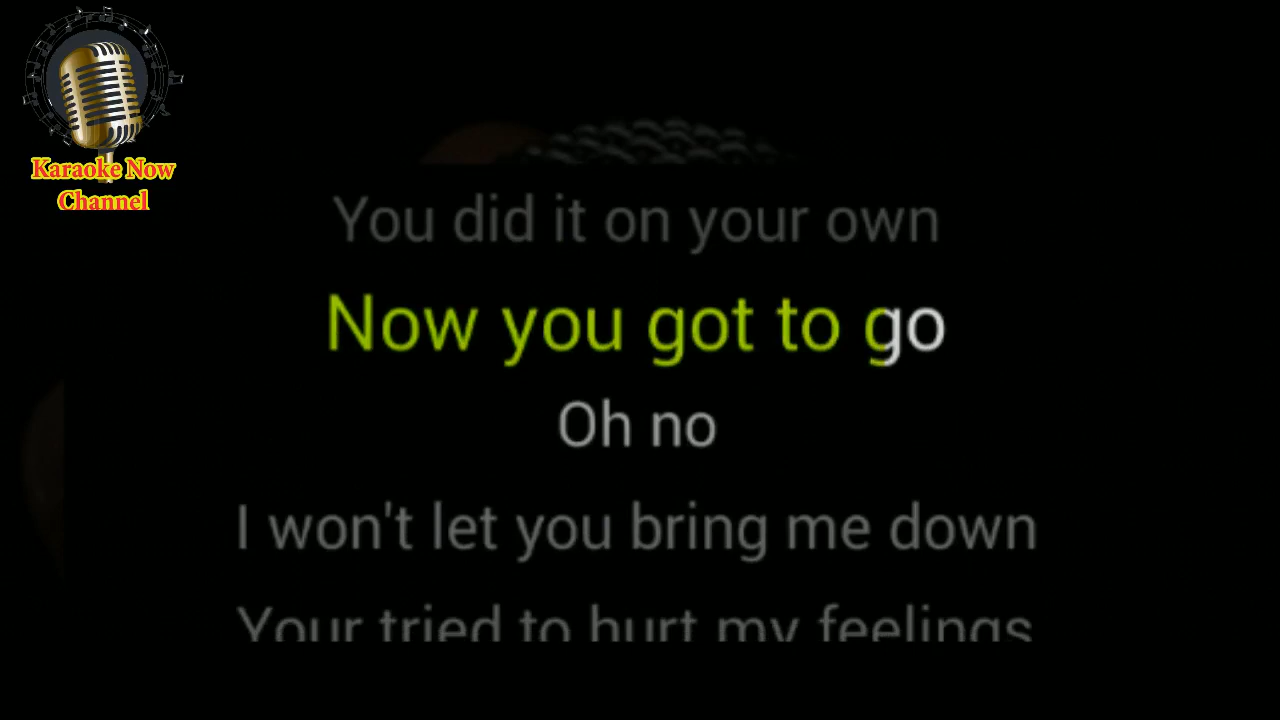 Karaoke Now
Channel
You did it on your own
Now you got to go
Oh no
I won't let you bring me down
Your tried to hurt my feelings